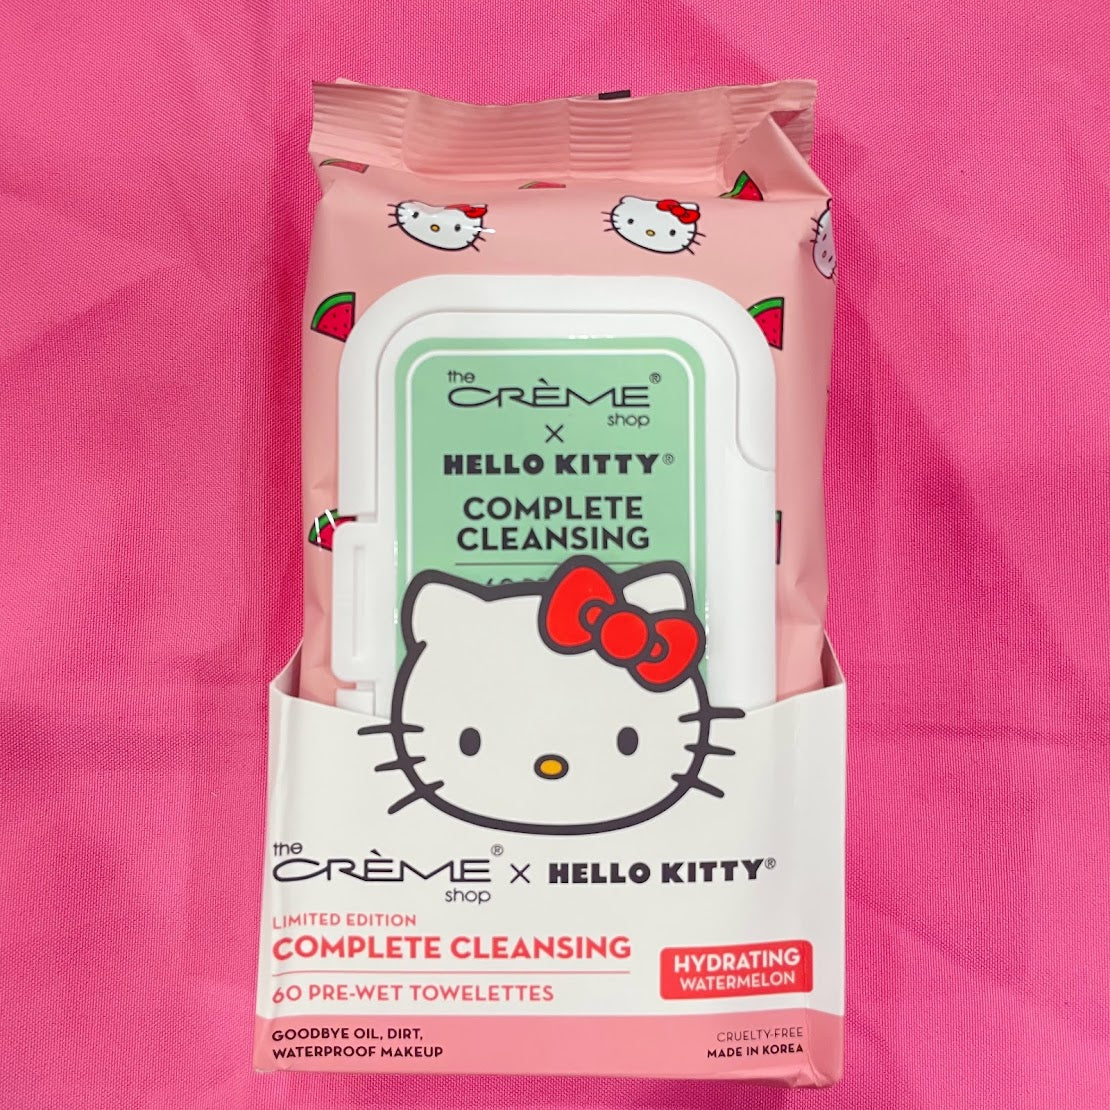 the
CRÈME®
shop
X
HELLO KITTY®
COMPLETE
CLEANSING
the
CRÈME®
shop
X HELLO KITTY®
LIMITED EDITION
COMPLETE CLEANSING
60 PRE-WET TOWELETTES
HYDRATING
WATERMELON
GOODBYE OIL, DIRT,
WATERPROOF MAKEUP
CRUELTY-FREE
MADE IN KOREA